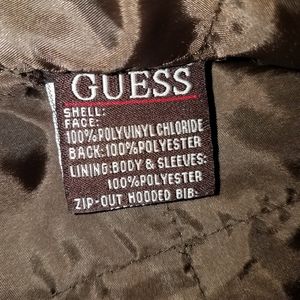 GUESS
SHELL:
FACE:
100%POLYVINYL CHLORIDE
BACK:100%POLYESTER
LINING:BODY & SLEEVES:
100%POLYESTER
ZIP-OUT HOODED BIB: